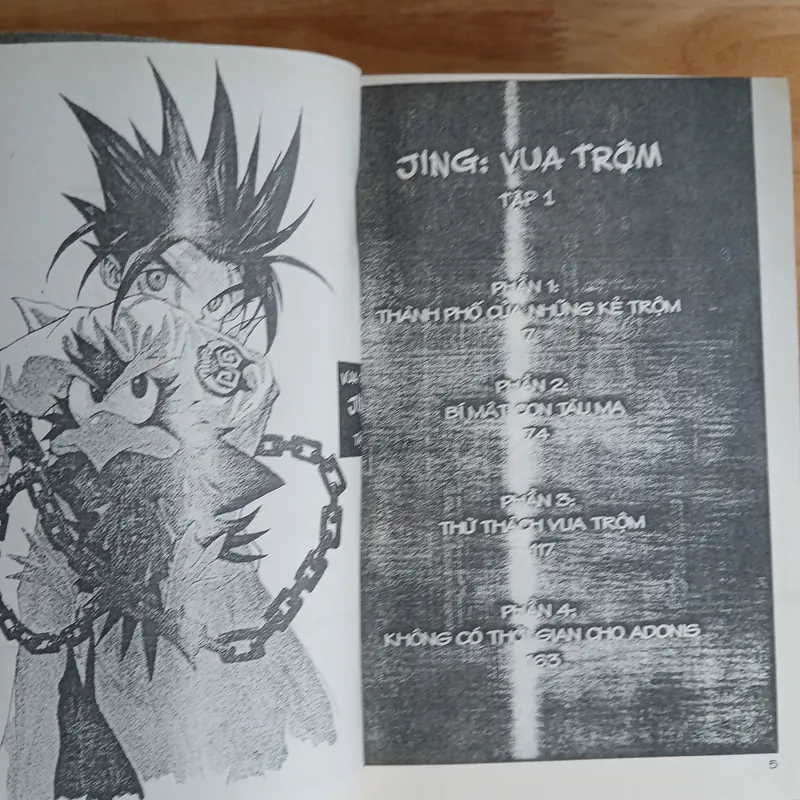 JING: VUA TRỘM
TẬP 1
PHẦN 1:
THÀNH PHỐ CỦA NHỮNG KẺ TRỘM
7
PHẦN 2:
BÍ MẬT CON TÀU MA
74
PHẦN 3:
THỬ THÁCH VUA TRỘM
117
PHẦN 4:
KHÔNG CÓ THỜI GIAN CHO ADONIS
163
5